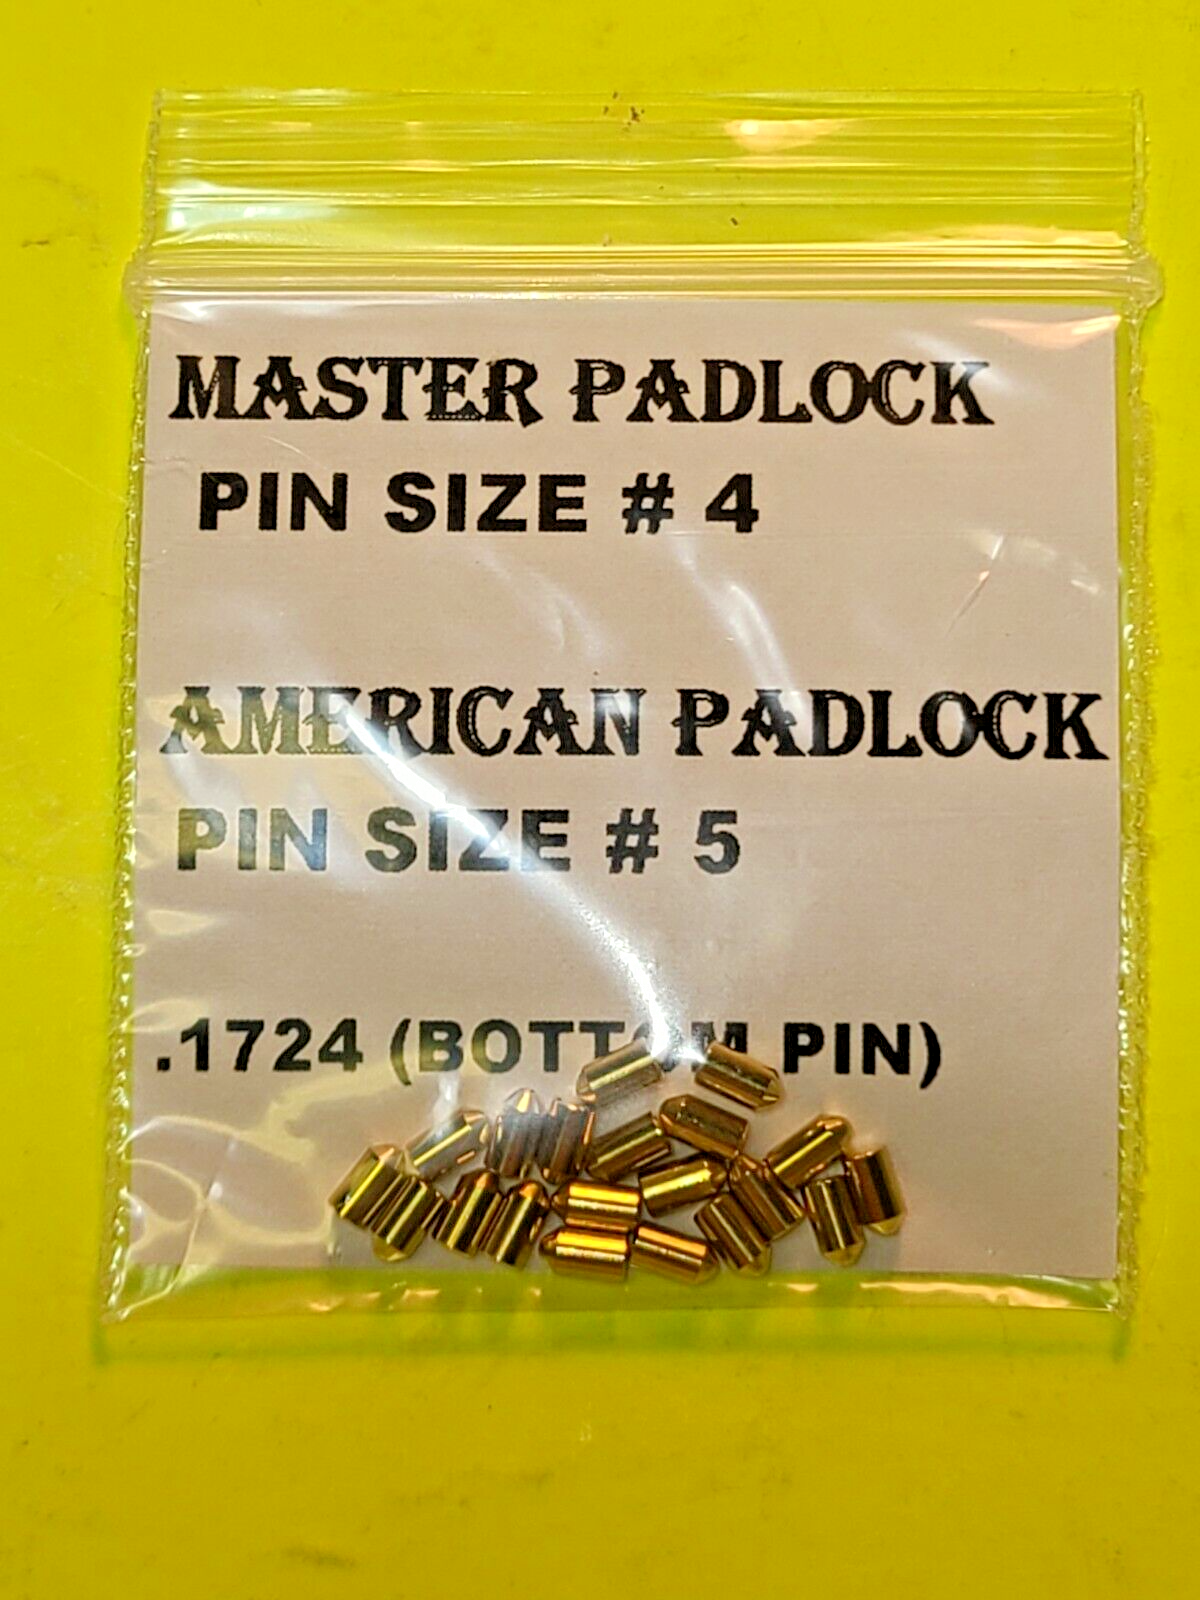 MASTER PADLOCK
PIN SIZE # 4
AMERICAN PADLOCK
PIN SIZE # 5
.1724 (BOTTOM PIN)